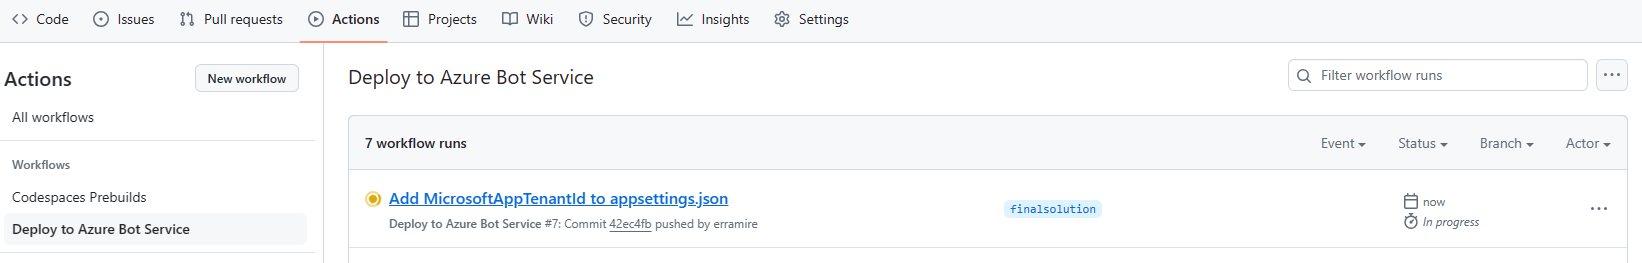 Code Issues Pull requests Actions Projects Wiki Security Insights Settings
Actions
New workflow
All workflows
Workflows
Codespaces Prebuilds
Deploy to Azure Bot Service
Deploy to Azure Bot Service
Filter workflow runs
7 workflow runs
Event Status Branch Actor
Add MicrosoftAppTenantId to appsettings.json
Deploy to Azure Bot Service #7: Commit 42ec4fb pushed by erramire
finalsolution
now
In progress